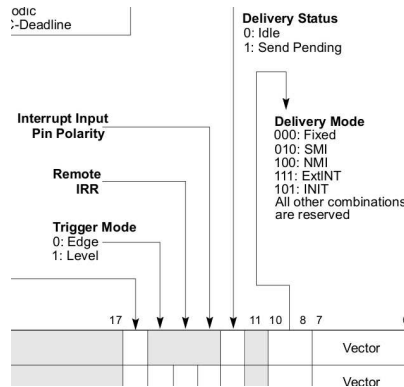 odic
C-Deadline
Delivery Status
0: Idle
1: Send Pending
Interrupt Input
Pin Polarity
Delivery Mode
000: Fixed
010: SMI
100: NMI
111: ExtINT
101: INIT
All other combinations
are reserved
Remote
IRR
Trigger Mode
0: Edge
1: Level
17 11 10 8 7
Vector
Vector